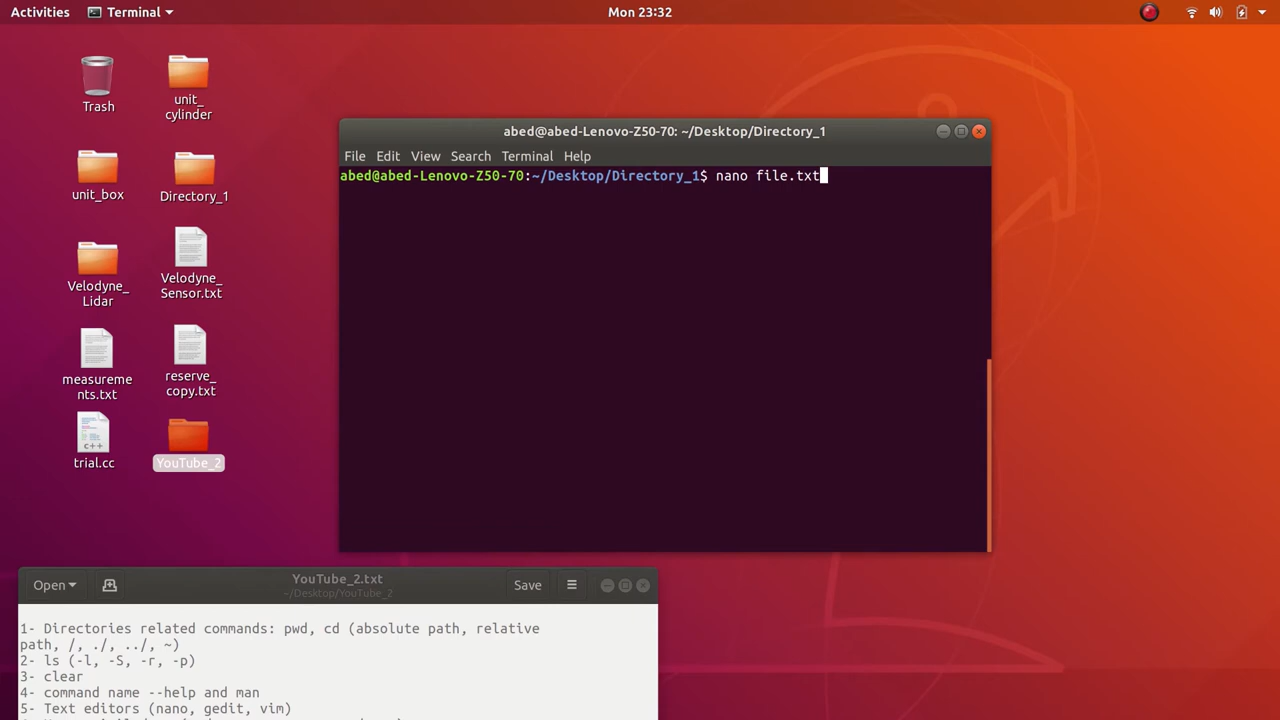 Activities
Terminal
Mon 23:32
Trash
unit_
cylinder
unit_box
Directory_1
Velodyne_
Lidar
Velodyne_
Sensor.txt
measureme
nts.txt
reserve_
copy.txt
c++
trial.cc
YouTube_2
abed@abed-Lenovo-Z50-70: ~/Desktop/Directory_1
File Edit View Search Terminal Help
abed@abed-Lenovo-Z50-70:~/Desktop/Directory_1$ nano file.txt
Open
YouTube_2.txt
~/Desktop/YouTube_2
Save
1- Directories related commands: pwd, cd (absolute path, relative
path, /, ./, ../, ~)
2- ls (-l, -S, -r, -p)
3- clear
4- command name --help and man
5- Text editors (nano, gedit, vim)